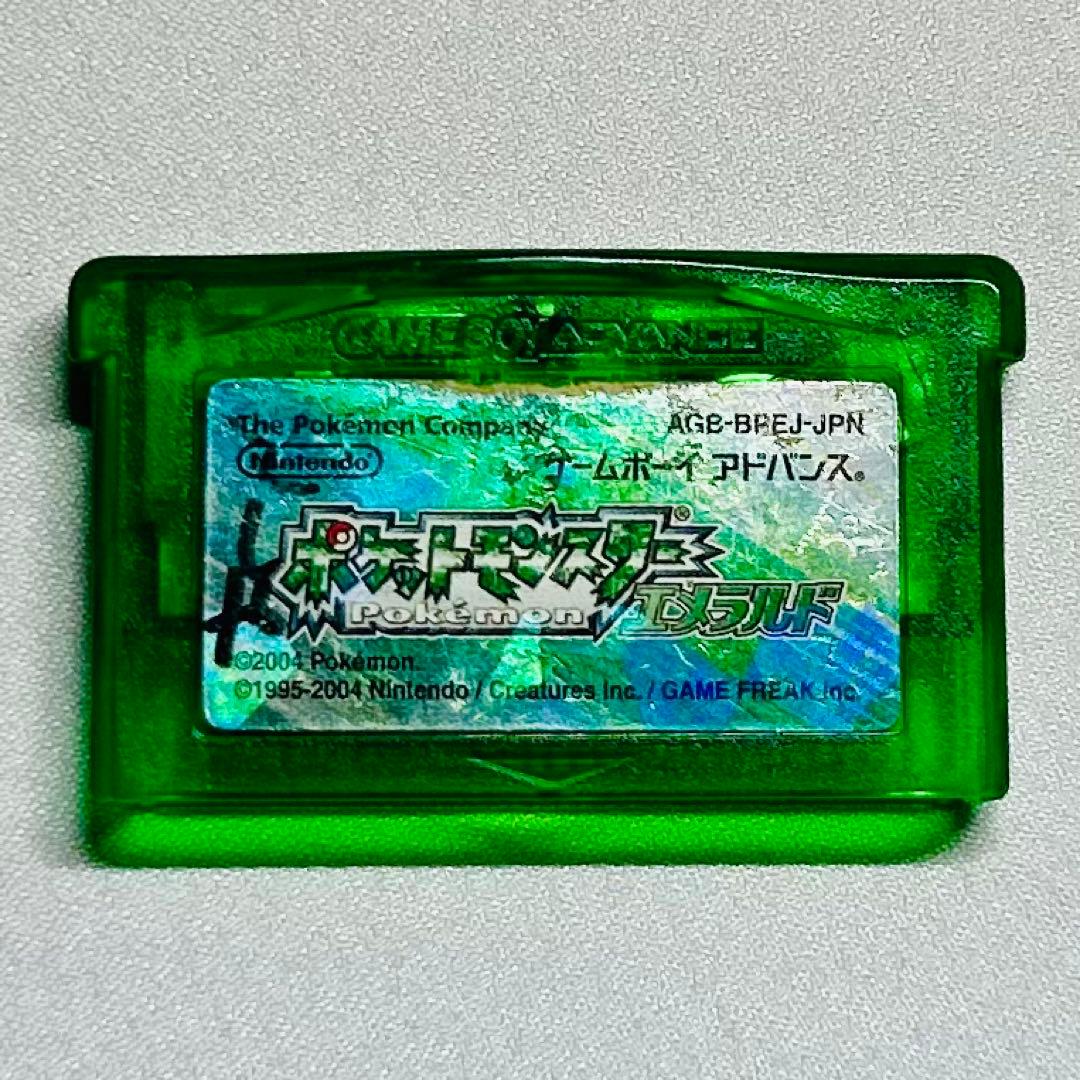 GAME BOY ADVANCE
The Pokémon Company
AGB-BPEJ-JPN
Nintendo
ゲームボーイ アドバンス®
ポケットモンスター®
Pokémon
エメラルド
©2004 Pokémon.
©1995-2004 Nintendo / Creatures Inc. / GAME FREAK inc.